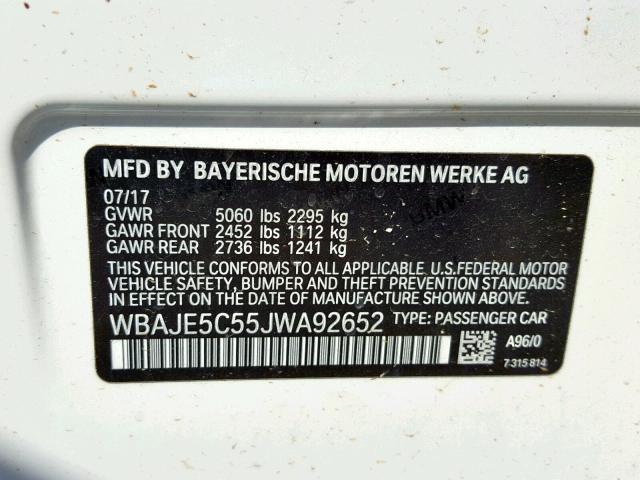 MFD BY BAYERISCHE MOTOREN WERKE AG
07/17
GVWR 5060 lbs 2295 kg
GAWR FRONT 2452 lbs 1112 kg
GAWR REAR 2736 lbs 1241 kg
THIS VEHICLE CONFORMS TO ALL APPLICABLE, U.S.FEDERAL MOTOR
VEHICLE SAFETY, BUMPER AND THEFT PREVENTION STANDARDS
IN EFFECT ON THE DATE OF MANUFACTURE SHOWN ABOVE.
WBAJE5C55JWA92652 TYPE: PASSENGER CAR
A96/0
7 315 814
BMW